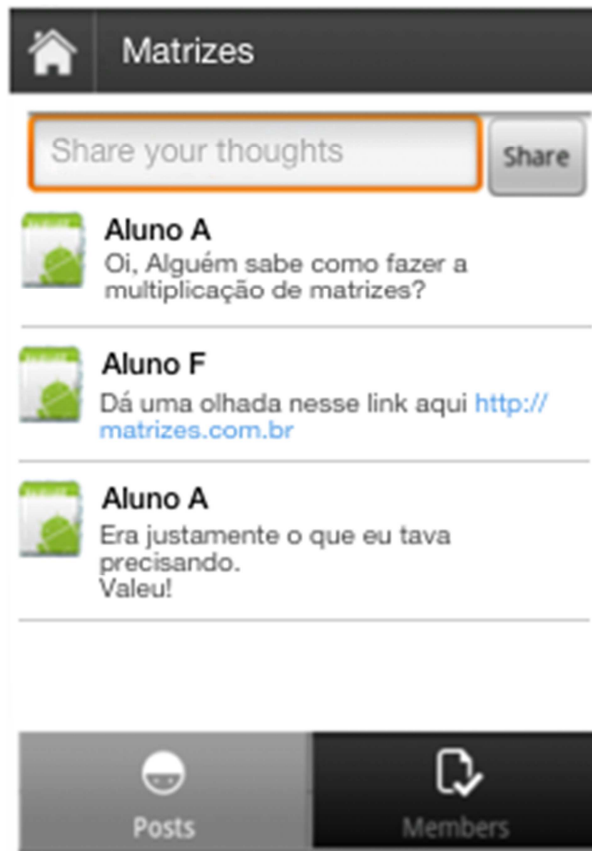 Matrizes
Share your thoughts
Share
Aluno A
Oi, Alguém sabe como fazer a
multiplicação de matrizes?
Aluno F
Dá uma olhada nesse link aqui http://
matrizes.com.br
Aluno A
Era justamente o que eu tava
precisando.
Valeu!
Posts
Members